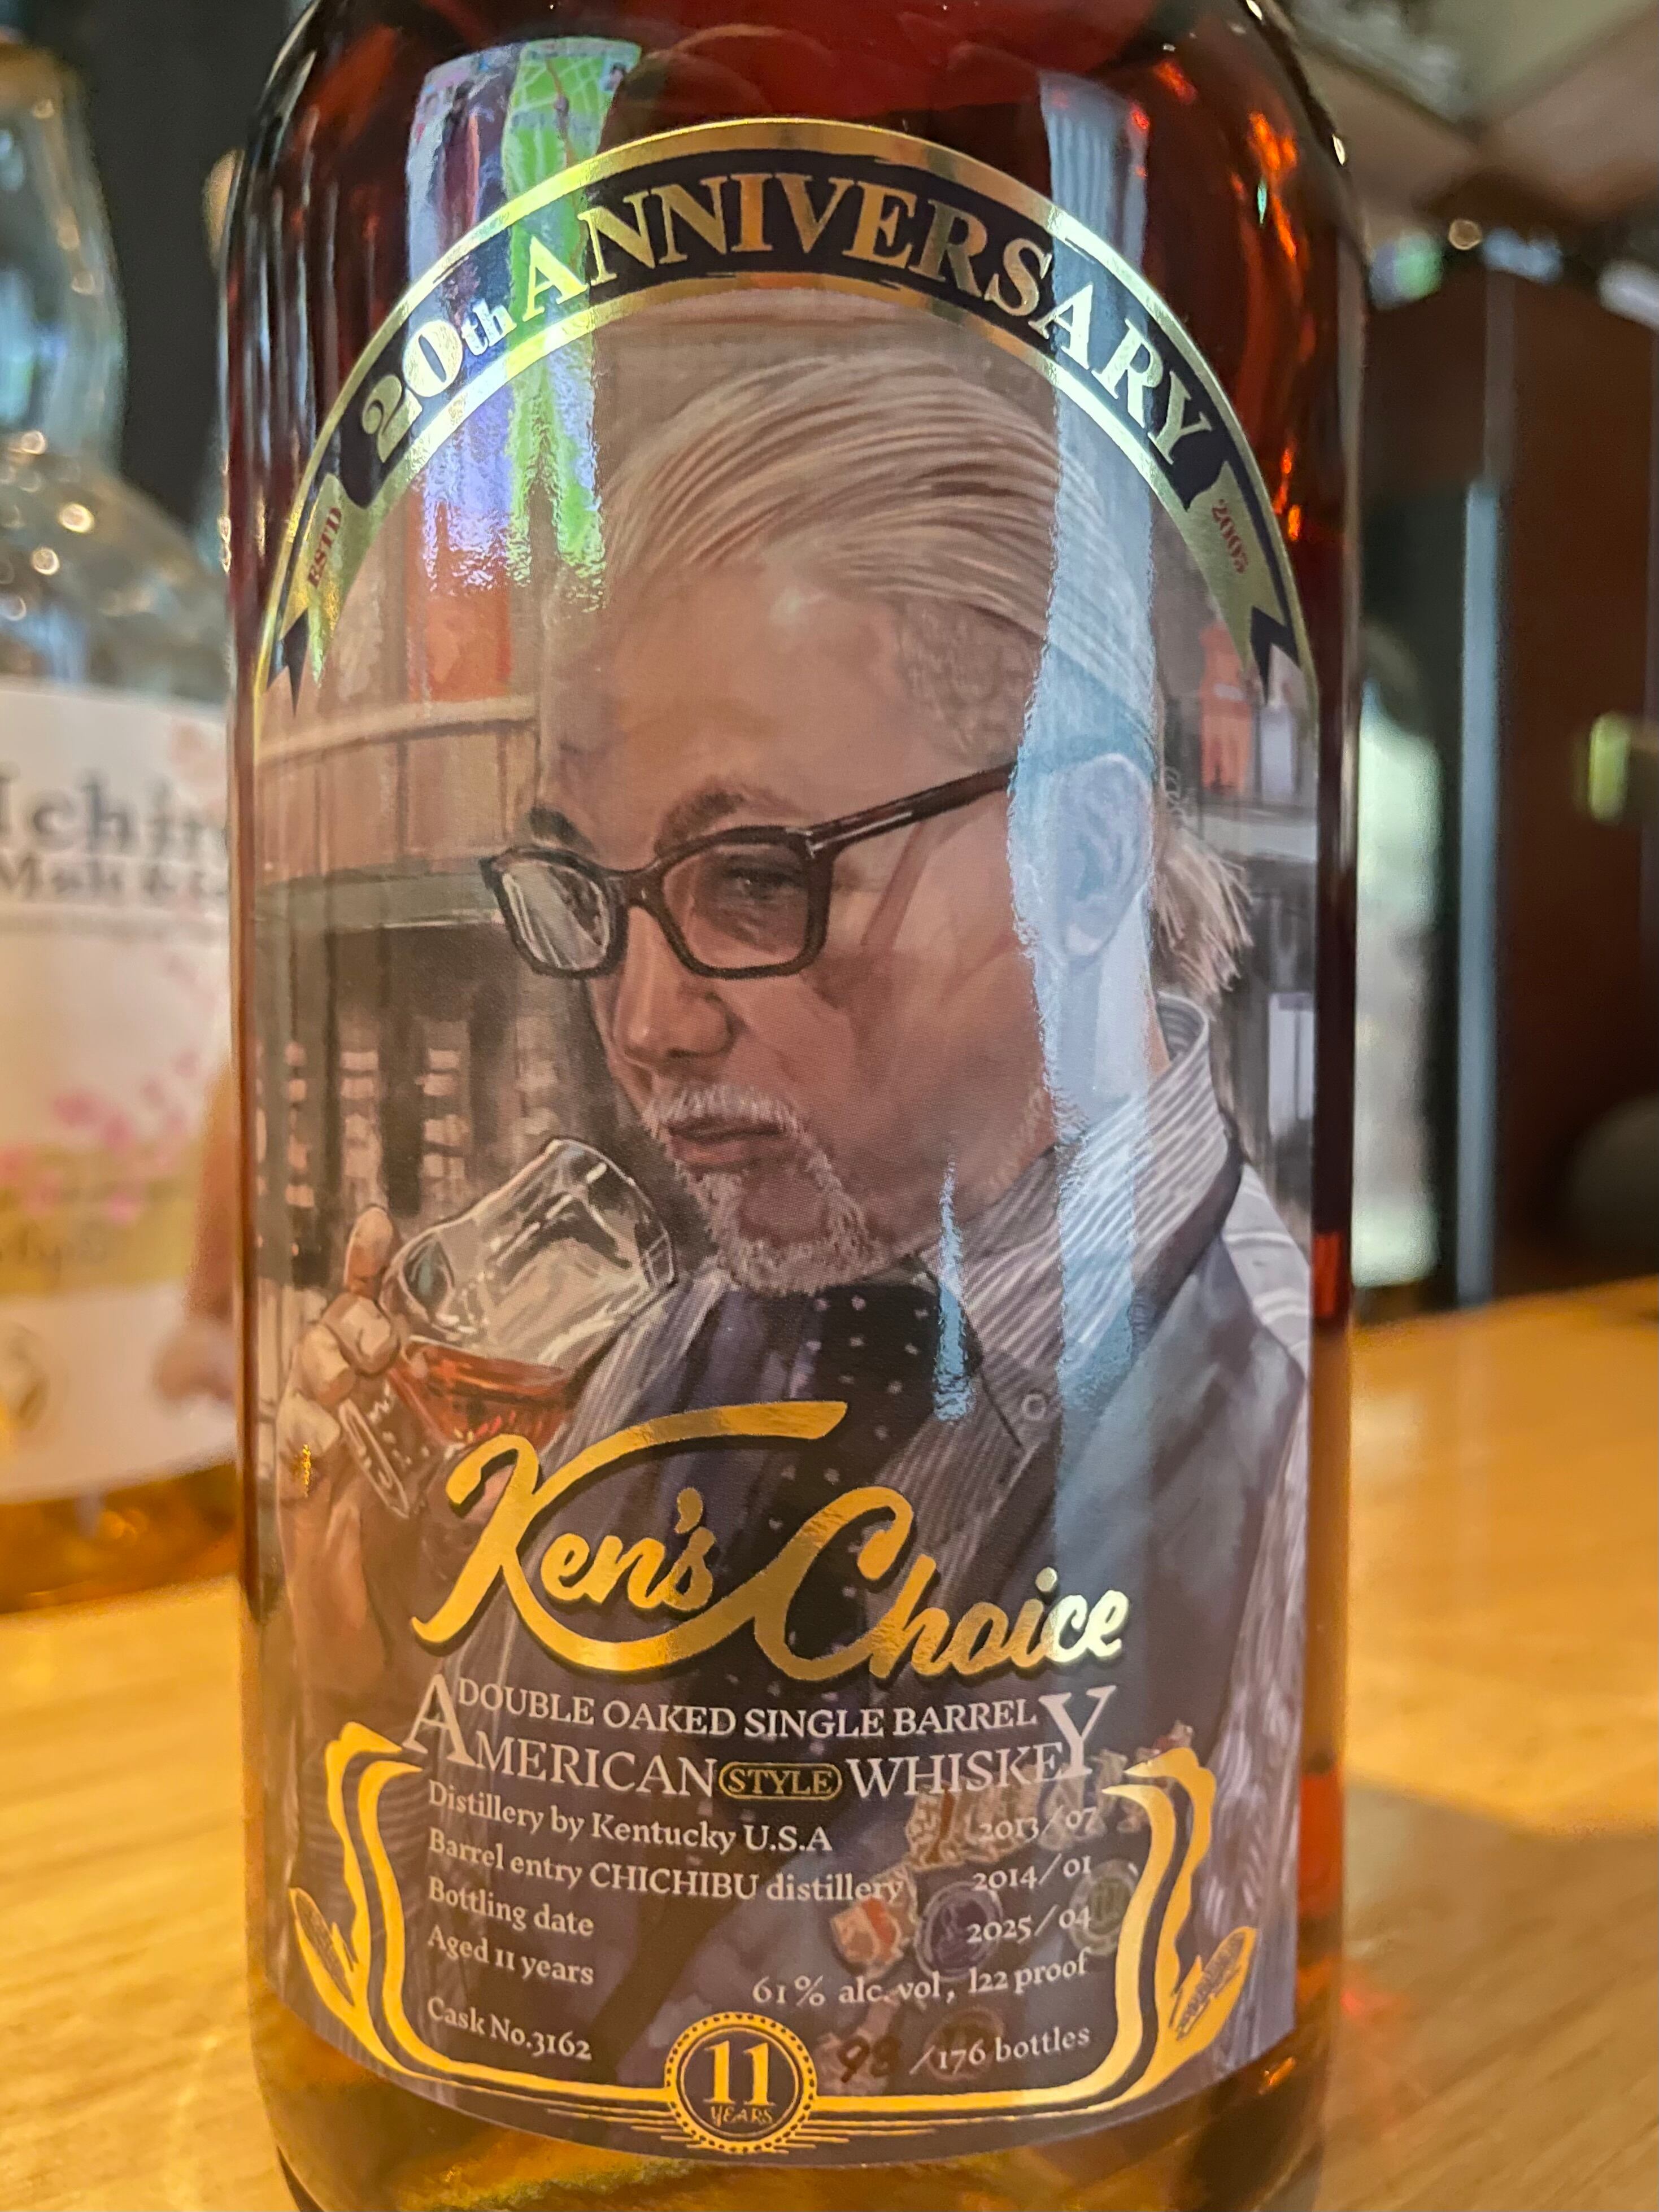 20th ANNIVERSARY
ESTD
2005
Ken's Choice
DOUBLE OAKED SINGLE BARREL
AMERICAN STYLE WHISKEY
Distillery by Kentucky U.S.A 2013/07
Barrel entry CHICHIBU distillery 2014/01
Bottling date 2025/04
Aged 11 years
61% alc. vol, 122 proof
Cask No.3162
98 /176 bottles
11
YEARS
Malt &